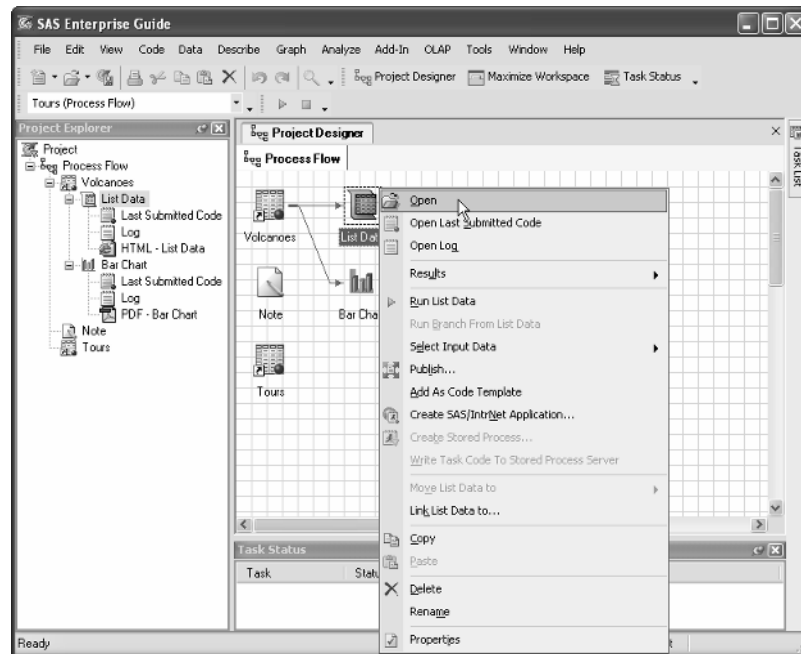 SAS Enterprise Guide
File Edit View Code Data Describe Graph Analyze Add-In OLAP Tools Window Help
Project Designer Maximize Workspace Task Status
Tours (Process Flow)
Project Explorer
Project
Process Flow
Volcanoes
List Data
Last Submitted Code
Log
HTML - List Data
Bar Chart
Last Submitted Code
Log
PDF - Bar Chart
Note
Tours
Project Designer
Process Flow
Volcanoes
List Dat
Note
Bar Cha
Tours
Open
Open Last Submitted Code
Open Log
Results
Run List Data
Run Branch From List Data
Select Input Data
Publish...
Add As Code Template
Create SAS/IntrNet Application...
Create Stored Process...
Write Task Code To Stored Process Server
Move List Data to
Link List Data to...
Copy
Paste
Delete
Rename
Properties
Task List
Task Status
Task Statu
Ready